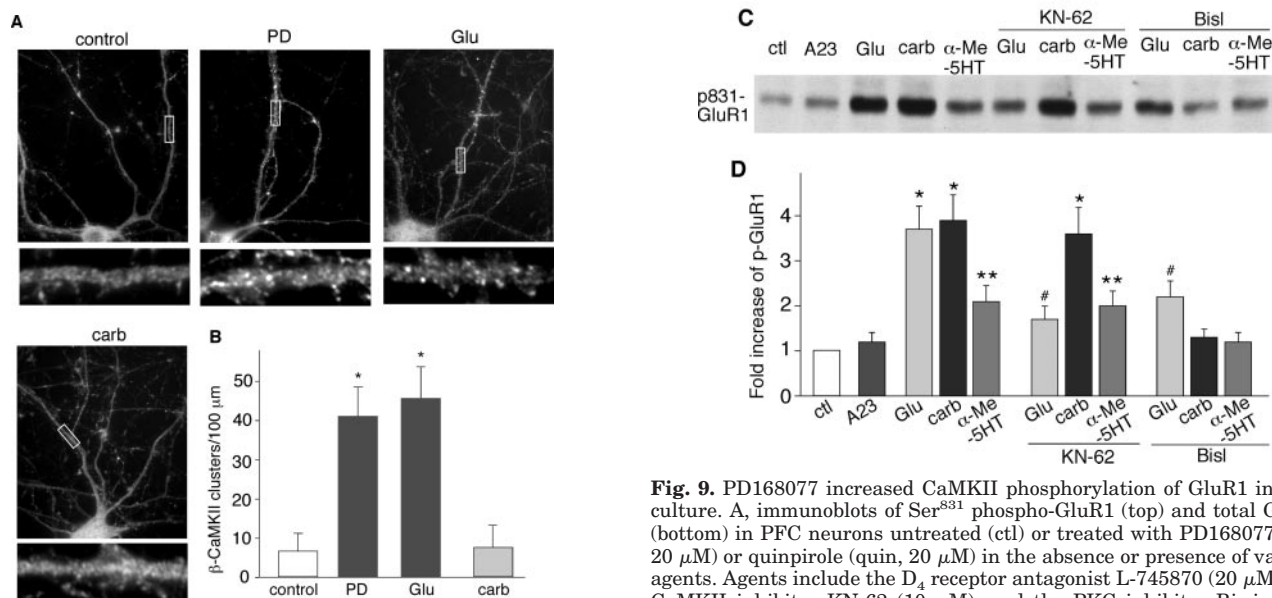 A
control PD Glu
carb
B
β-CaMKII clusters/100 μm
50
40
30
20
10
0
* *
control PD Glu carb
C
KN-62 BisI
ctl A23 Glu carb α-Me Glu carb α-Me Glu carb α-Me
-5HT -5HT -5HT
p831-
GluR1
D
Fold increase of p-GluR1
4
2
1
0
* * ** # * ** #
ctl A23 Glu carb α-Me Glu carb α-Me Glu carb α-Me
-5HT -5HT -5HT
KN-62 BisI
Fig. 9. PD168077 increased CaMKII phosphorylation of GluR1 in
culture. A, immunoblots of Ser831 phospho-GluR1 (top) and total G
(bottom) in PFC neurons untreated (ctl) or treated with PD168077
20 μM) or quinpirole (quin, 20 μM) in the absence or presence of va
agents. Agents include the D4 receptor antagonist L-745870 (20 μM